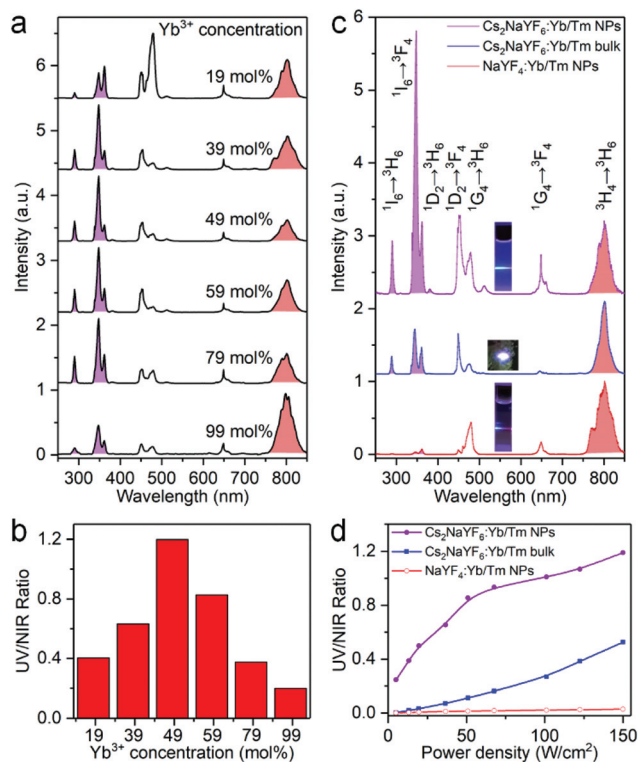 a
Yb³⁺ concentration
19 mol%
39 mol%
49 mol%
59 mol%
79 mol%
99 mol%
Intensity (a.u.)
0
1
2
3
4
5
6
300 400 500 600 700 800
Wavelength (nm)
c
Cs₂NaYF₆:Yb/Tm NPs
Cs₂NaYF₆:Yb/Tm bulk
NaYF₄:Yb/Tm NPs
¹I₆→³H₆
¹I₆→³F₄
¹D₂→³H₆
¹D₂→³F₄
¹G₄→³H₆
¹G₄→³F₄
³H₄→³H₆
Intensity (a.u.)
0
1
2
3
4
5
6
300 400 500 600 700 800
Wavelength (nm)
b
UV/NIR Ratio
0.0
0.4
0.8
1.2
19 39 49 59 79 99
Yb³⁺ concentration (mol%)
d
Cs₂NaYF₆:Yb/Tm NPs
Cs₂NaYF₆:Yb/Tm bulk
NaYF₄:Yb/Tm NPs
UV/NIR Ratio
0.0
0.4
0.8
1.2
0 50 100 150
Power density (W/cm²)